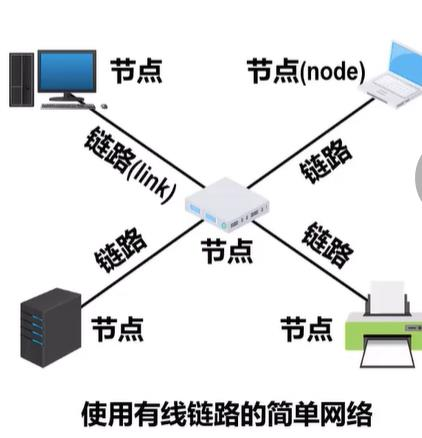 节点
节点(node)
链路(link)
链路
节点
链路
链路
节点
节点
使用有线链路的简单网络